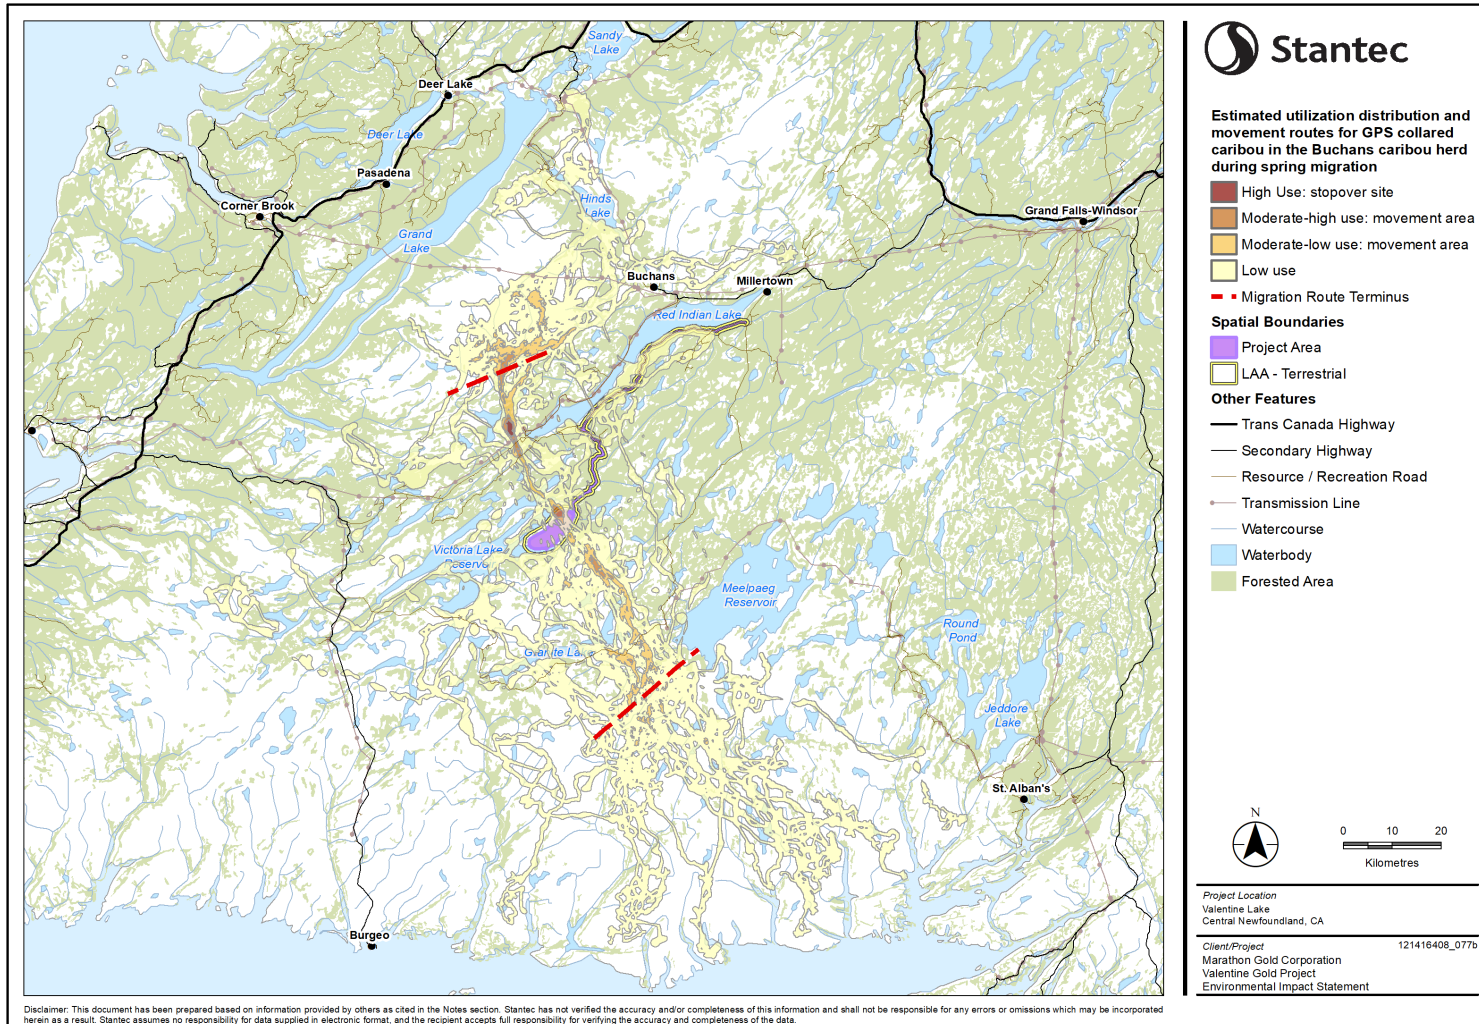 Sandy
Lake
Deer Lake
Deer Lake
Pasadena
Corner Brook
Hinds
Lake
Grand
Lake
Grand Falls-Windsor
Buchans
Millertown
Red Indian Lake
Victoria Lake
Reservo
Meelpaeg
Reservoir
Round
Pond
Granite Lake
Jeddore
Lake
St. Alban's
Burgeo
Stantec
Estimated utilization distribution and
movement routes for GPS collared
caribou in the Buchans caribou herd
during spring migration
High Use: stopover site
Moderate-high use: movement area
Moderate-low use: movement area
Low use
Migration Route Terminus
Spatial Boundaries
Project Area
LAA - Terrestrial
Other Features
Trans Canada Highway
Secondary Highway
Resource / Recreation Road
Transmission Line
Watercourse
Waterbody
Forested Area
N
0 10 20
Kilometres
Project Location
Valentine Lake
Central Newfoundland, CA
Client/Project 121416408_077b
Marathon Gold Corporation
Valentine Gold Project
Environmental Impact Statement
Disclaimer: This document has been prepared based on information provided by others as cited in the Notes section. Stantec has not verified the accuracy and/or completeness of this information and shall not be responsible for any errors or omissions which may be incorporated
herein as a result. Stantec assumes no responsibility for data supplied in electronic format, and the recipient accepts full responsibility for verifying the accuracy and completeness of the data.